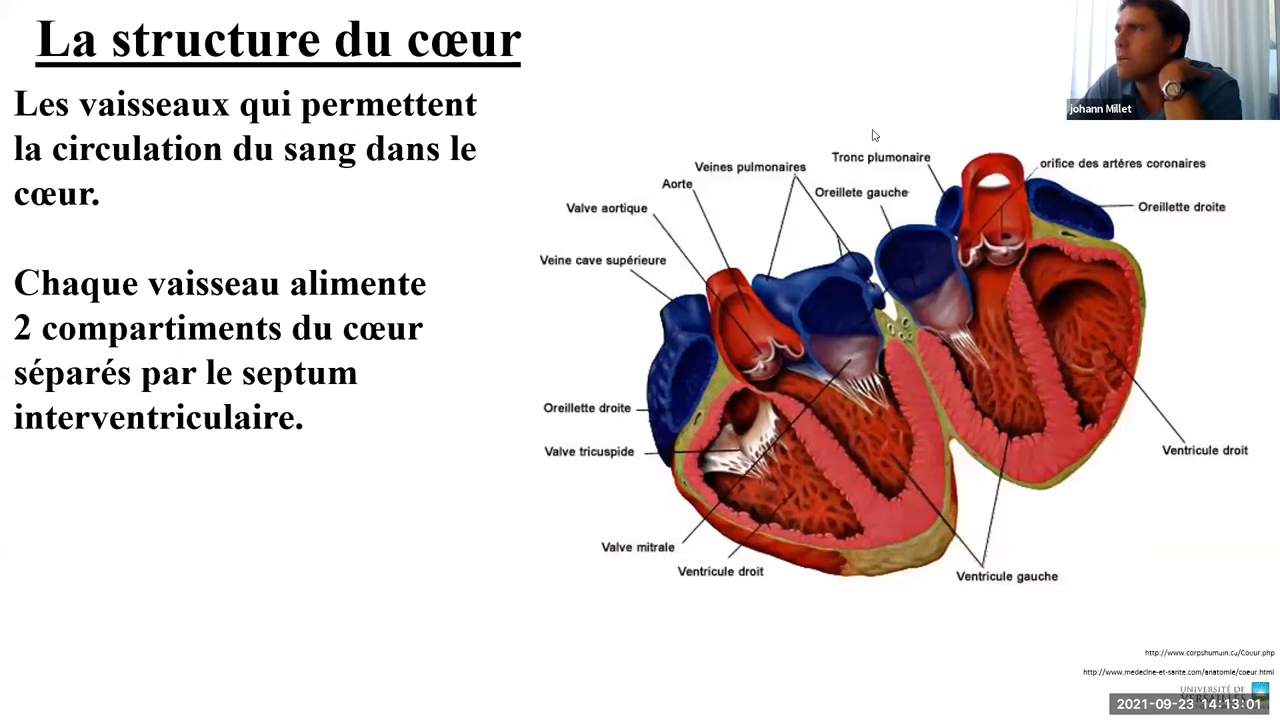 La structure du cœur
Les vaisseaux qui permettent
la circulation du sang dans le
cœur.
Chaque vaisseau alimente
2 compartiments du cœur
séparés par le septum
interventriculaire.
johann Millet
Veines pulmonaires
Tronc plumonaire
orifice des artéres coronaires
Aorte
Oreillete gauche
Valve aortique
Oreillette droite
Veine cave supérieure
Oreillette droite
Valve tricuspide
Ventricule droit
Valve mitrale
Ventricule droit
Ventricule gauche
http://www.corpshumain.ca/Coeur.php
http://www.medecine-et-sante.com/anatomie/coeur.html
UNIVERSITÉ DE
2021-09-23 14:13:01